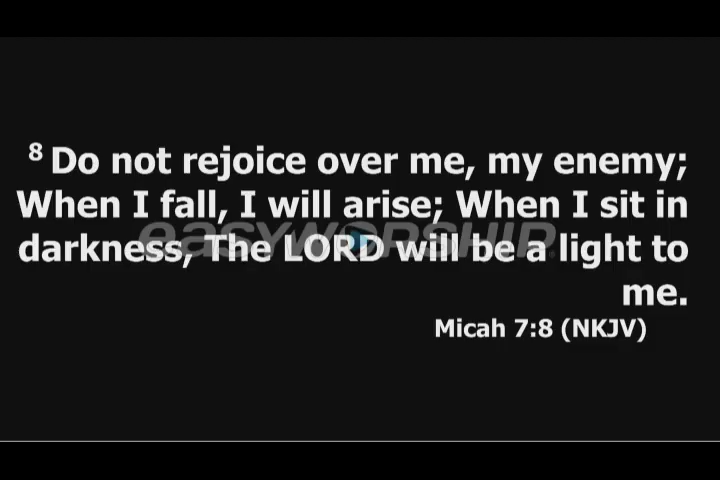 8 Do not rejoice over me, my enemy;
When I fall, I will arise; When I sit in
darkness, The LORD will be a light to
me.
easyworship
Micah 7:8 (NKJV)